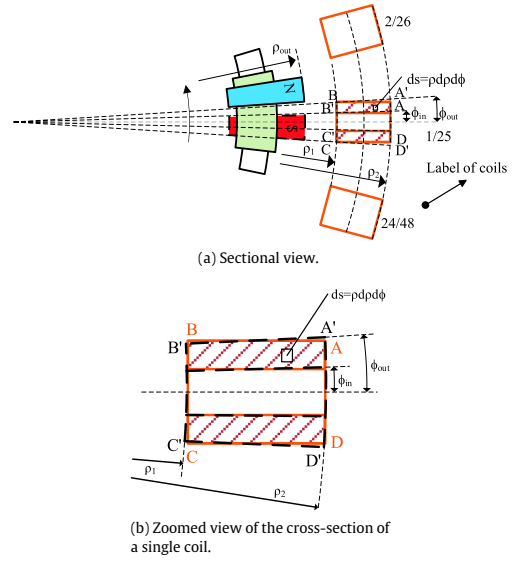 2/26
ρout
N
S
ds=ρdρdϕ
B
A'
B'
A
ϕin
ϕout
C'
D
C
D'
1/25
ρ1
ρ2
Label of coils
24/48
(a) Sectional view.
ds=ρdρdϕ
B
A'
B'
A
ϕin
ϕout
C'
C
D
D'
ρ1
ρ2
(b) Zoomed view of the cross-section of
a single coil.